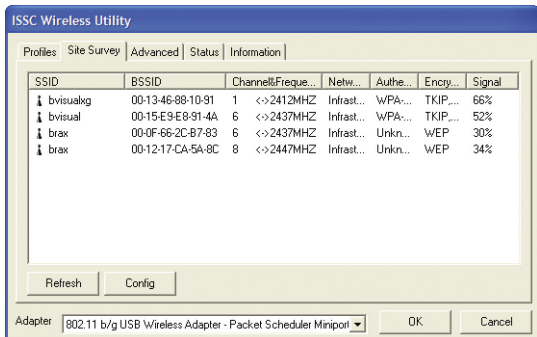 ISSC Wireless Utility
Profiles Site Survey Advanced Status Information
SSID BSSID Channel&Freque... Netw... Authe... Encry... Signal
bvisualxg 00-13-46-88-10-91 1 <->2412MHZ Infrast... WPA-... TKIP,... 66%
bvisual 00-15-E9-E8-91-4A 6 <->2437MHZ Infrast... WPA-... TKIP,... 52%
brax 00-0F-66-2C-B7-83 6 <->2437MHZ Infrast... Unkn... WEP 30%
brax 00-12-17-CA-5A-8C 8 <->2447MHZ Infrast... Unkn... WEP 34%
Refresh Config
Adapter 802.11 b/g USB Wireless Adapter - Packet Scheduler Miniport OK Cancel